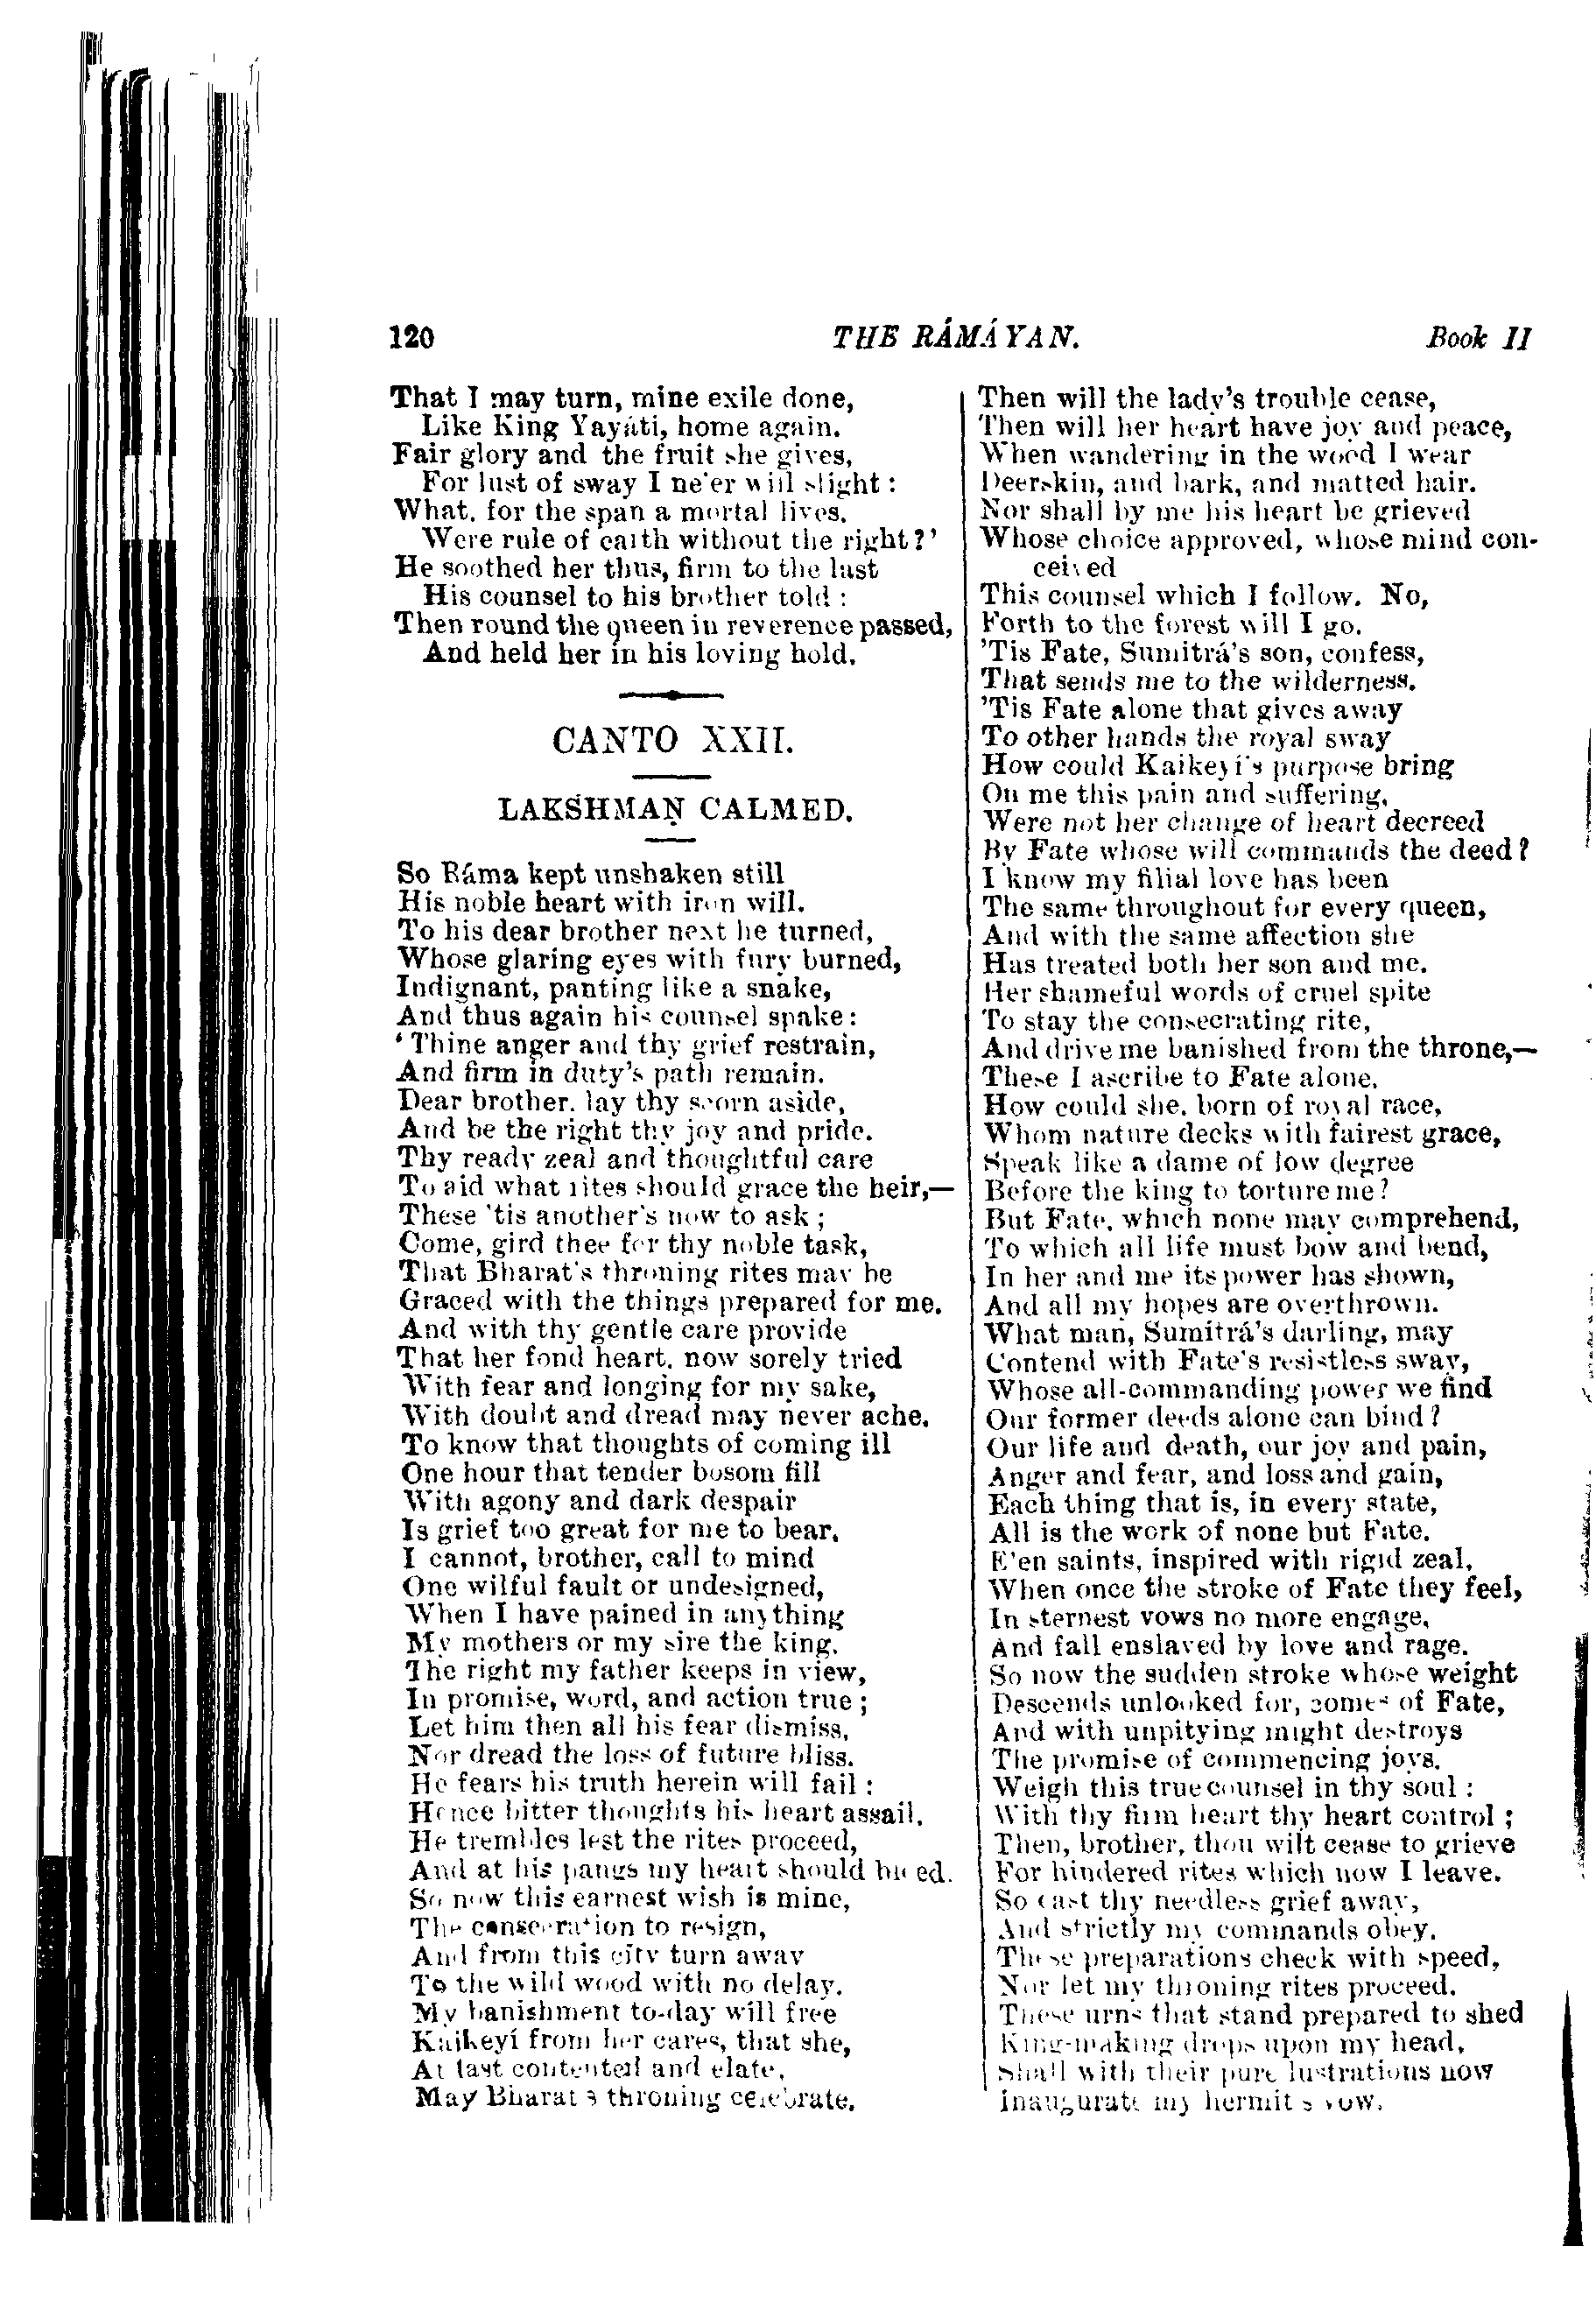 120 THE RÁMÁYAN. Book II
That I may turn, mine exile done,
Like King Yayáti, home again.
Fair glory and the fruit she gives,
For lust of sway I ne'er will slight:
What, for the span a mortal lives,
Were rule of earth without the right?'
He soothed her thus, firm to the last
His counsel to his brother told:
Then round the queen in reverence passed,
And held her in his loving hold.
CANTO XXII.
LAKSHMAṆ CALMED.
So Ráma kept unshaken still
His noble heart with iron will.
To his dear brother next he turned,
Whose glaring eyes with fury burned,
Indignant, panting like a snake,
And thus again his counsel spake:
'Thine anger and thy grief restrain,
And firm in duty's path remain.
Dear brother, lay thy scorn aside,
And be the right thy joy and pride.
Thy ready zeal and thoughtful care
To aid what rites should grace the heir,—
These 'tis another's now to ask;
Come, gird thee for thy noble task,
That Bharat's throning rites may be
Graced with the things prepared for me.
And with thy gentle care provide
That her fond heart, now sorely tried
With fear and longing for my sake,
With doubt and dread may never ache.
To know that thoughts of coming ill
One hour that tender bosom fill
With agony and dark despair
Is grief too great for me to bear.
I cannot, brother, call to mind
One wilful fault or undesigned,
When I have pained in anything
My mothers or my sire the king.
The right my father keeps in view,
In promise, word, and action true;
Let him then all his fear dismiss,
Nor dread the loss of future bliss.
He fears his truth herein will fail:
Hence bitter thoughts his heart assail.
He trembles lest the rites proceed,
And at his pangs my heart should bleed.
So now this earnest wish is mine,
The consecration to resign,
And from this city turn away
To the wild wood with no delay.
My banishment to-day will free
Kaikeyí from her cares, that she,
At last contented and elate,
May Bharat's throning celebrate.
Then will the lady's trouble cease,
Then will her heart have joy and peace,
When wandering in the wood I wear
Deerskin, and bark, and matted hair.
Nor shall by me his heart be grieved
Whose choice approved, whose mind con-
ceived
This counsel which I follow. No,
Forth to the forest will I go.
'Tis Fate, Sumitrá's son, confess,
That sends me to the wilderness.
'Tis Fate alone that gives away
To other hands the royal sway
How could Kaikeyí's purpose bring
On me this pain and suffering,
Were not her change of heart decreed
By Fate whose will commands the deed?
I know my filial love has been
The same throughout for every queen,
And with the same affection she
Has treated both her son and me.
Her shameful words of cruel spite
To stay the consecrating rite,
And drive me banished from the throne,—
These I ascribe to Fate alone.
How could she, born of royal race,
Whom nature decks with fairest grace,
Speak like a dame of low degree
Before the king to torture me?
But Fate, which none may comprehend,
To which all life must bow and bend,
In her and me its power has shown,
And all my hopes are overthrown.
What man, Sumitrá's darling, may
Contend with Fate's resistless sway,
Whose all-commanding power we find
Our former deeds alone can bind?
Our life and death, our joy and pain,
Anger and fear, and loss and gain,
Each thing that is, in every state,
All is the work of none but Fate.
E'en saints, inspired with rigid zeal,
When once the stroke of Fate they feel,
In sternest vows no more engage,
And fall enslaved by love and rage.
So now the sudden stroke whose weight
Descends unlooked for, comes of Fate,
And with unpitying might destroys
The promise of commencing joys.
Weigh this true counsel in thy soul:
With thy firm heart thy heart control;
Then, brother, thou wilt cease to grieve
For hindered rites which now I leave.
So cast thy needless grief away,
And strictly my commands obey.
These preparations check with speed,
Nor let my throning rites proceed.
These urns that stand prepared to shed
King-making drops upon my head,
Shall with their pure lustrations now
Inaugurate my hermit's vow.